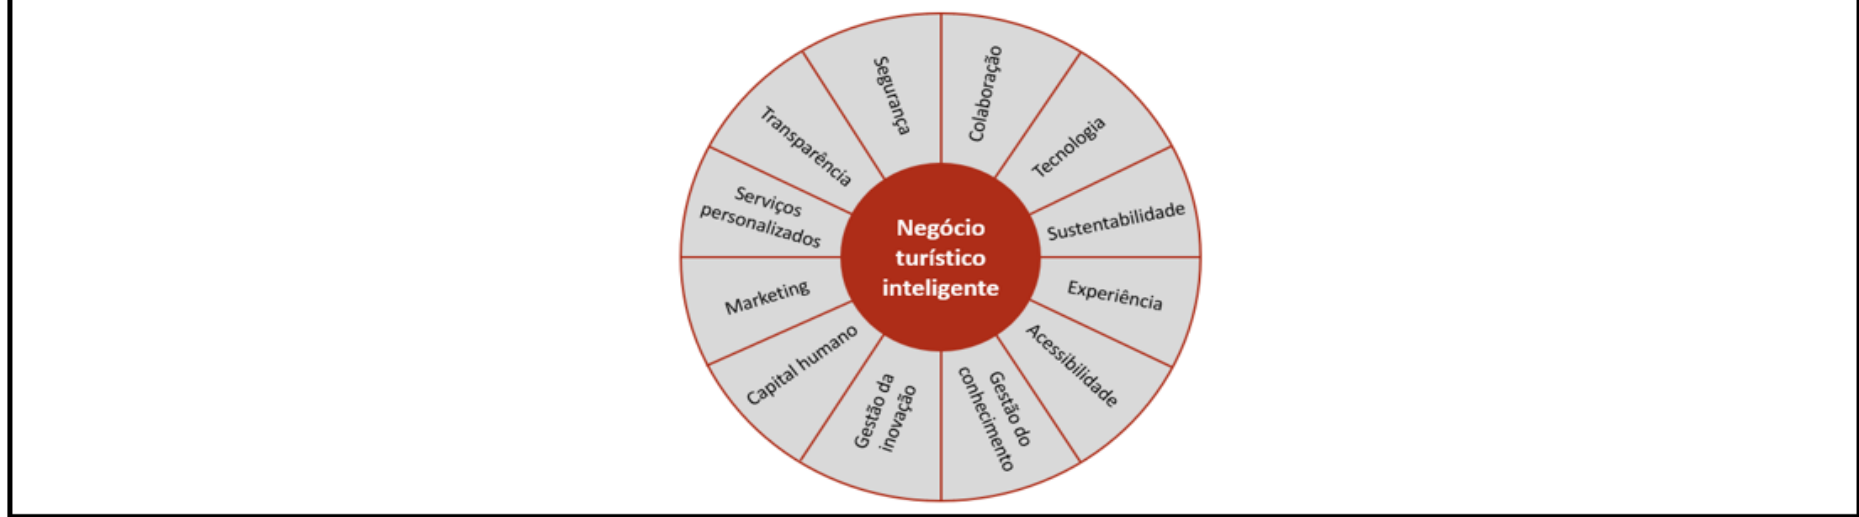 Segurança
Colaboração
Tecnologia
Sustentabilidade
Experiência
Acessibilidade
Gestão do
conhecimento
Gestão da
inovação
Capital humano
Marketing
Serviços
personalizados
Transparência
Negócio
turístico
inteligente